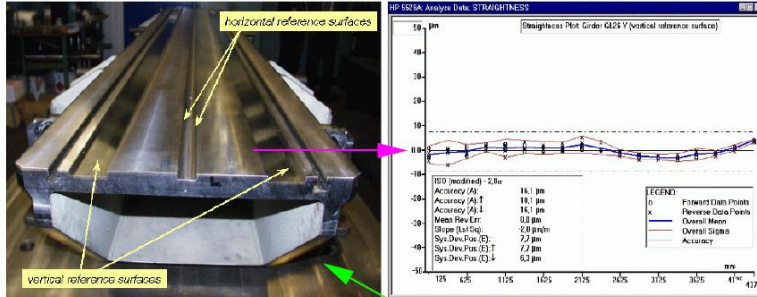 horizontal reference surfaces
vertical reference surfaces
HP 5526A: Analyze Data: STRAIGHTNESS
µm
Straightness Plot: Girder GL26 Y (vertical reference surface)
50
40
30
20
10
0.0
-10
-20
-30
-40
-50
ISO (modified) - 2,0σ
Accuracy (A): 16,1 µm
Accuracy (A):↑ 10,1 µm
Accuracy (A):↓ 16,1 µm
Mean Rev Err: 0,0 µm
Slope (Lst Sq): -2,0 µm/m
Sys.Dev.Pos.(E): 7,7 µm
Sys.Dev.Pos.(E):↑ 7,7 µm
Sys.Dev.Pos.(E):↓ 6,3 µm
LEGEND:
o Forward Data Points
x Reverse Data Points
Overall Mean
Overall Sigma
Accuracy
mm
125 625 1125 1625 2125 2625 3125 3625